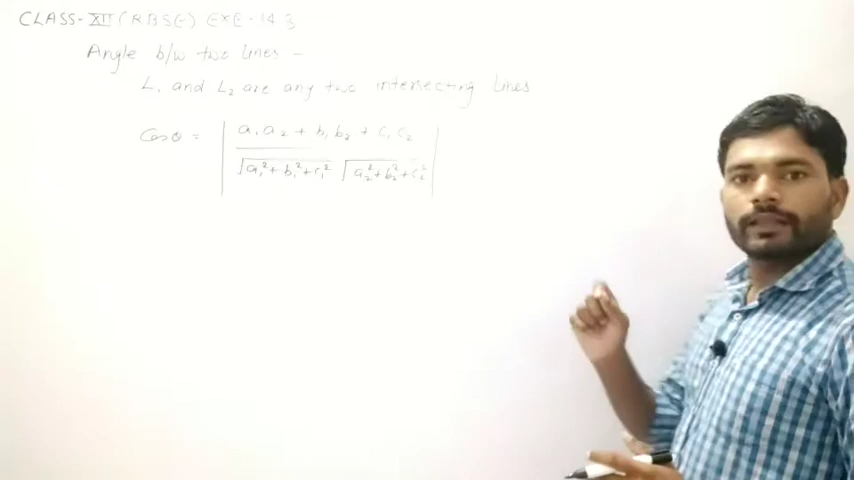 CLASS-XII (RBSE) EXE-14.3
Angle b/w two lines -
L₁ and L₂ are any two intersecting lines
Cosθ = | a₁a₂ + b₁b₂ + c₁c₂ / √a₁²+b₁²+c₁² √a₂²+b₂²+c₂² |